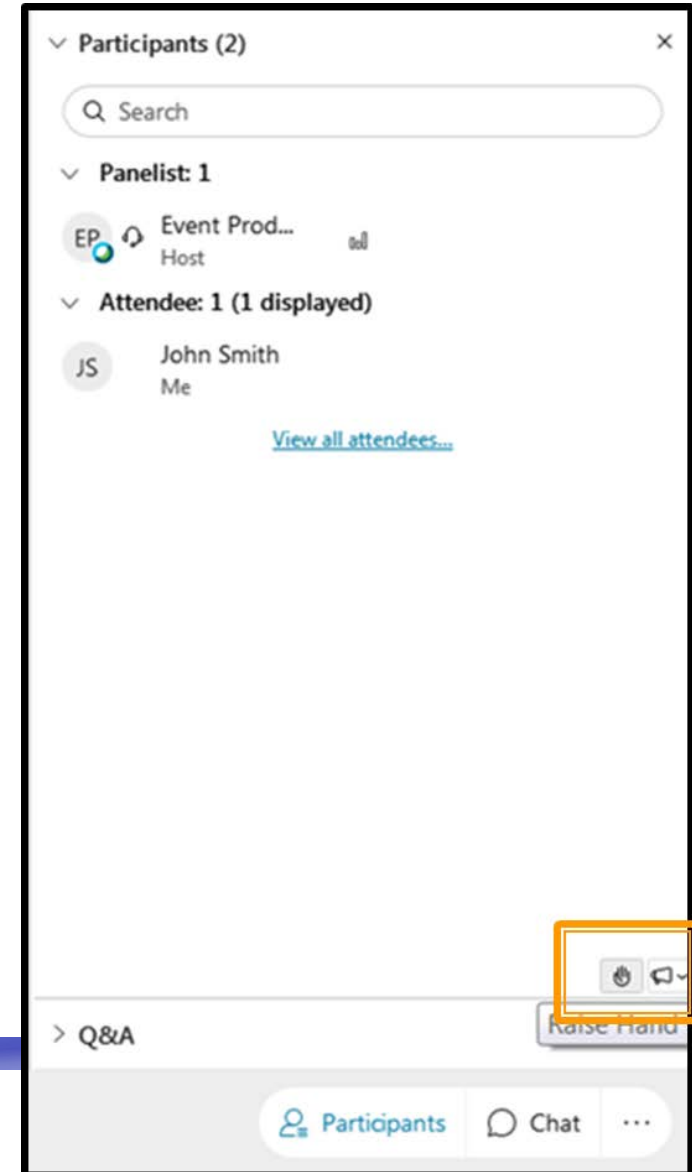 Participants (2)
Search
Panelist: 1
EP
Event Prod...
Host
Attendee: 1 (1 displayed)
JS
John Smith
Me
View all attendees...
Raise Hand
Q&A
Participants
Chat